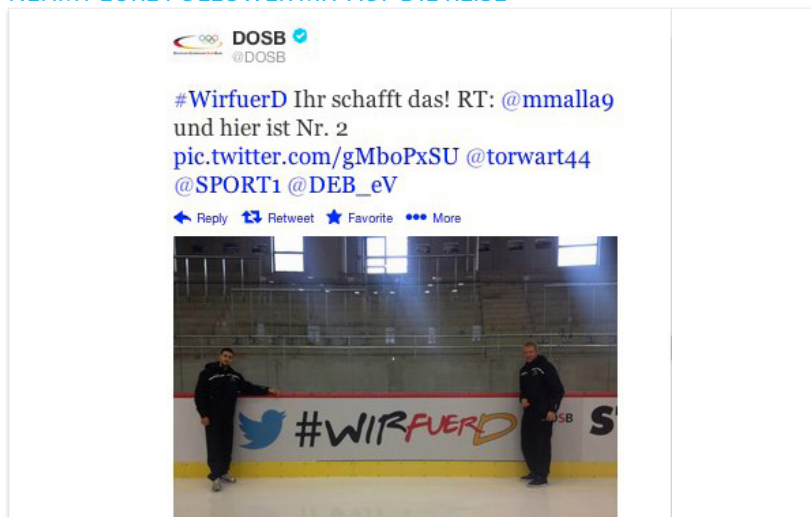 DOSB
@DOSB
#WirfuerD Ihr schafft das! RT: @mmalla9
und hier ist Nr. 2
pic.twitter.com/gMboPxSU @torwart44
@SPORT1 @DEB_eV
Reply Retweet Favorite More
#WIRFUERD